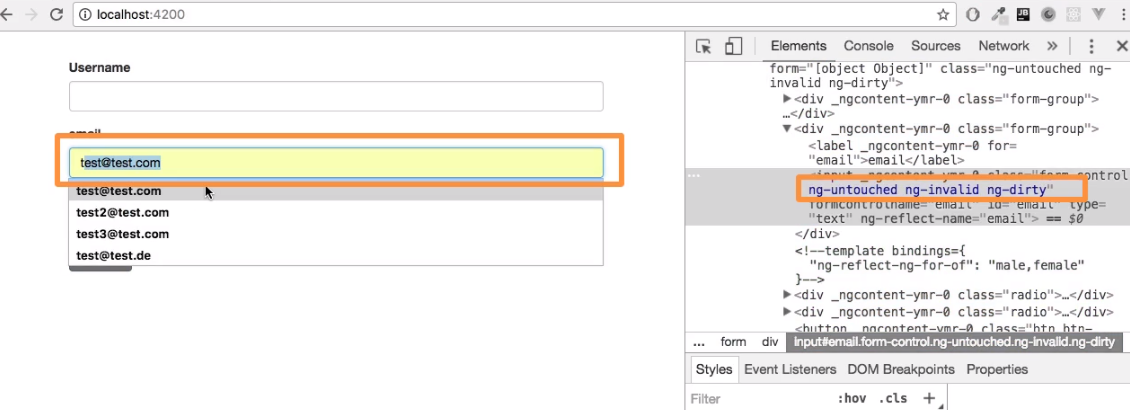 localhost:4200
Username
email
test@test.com
test@test.com
test2@test.com
test3@test.com
test@test.de
Elements Console Sources Network »
form="[object Object]" class="ng-untouched ng-
invalid ng-dirty">
▶<div _ngcontent-ymr-0 class="form-group">
…</div>
▼<div _ngcontent-ymr-0 class="form-group">
<label _ngcontent-ymr-0 for=
"email">email</label>
<input _ngcontent-ymr-0 class="form-control
ng-untouched ng-invalid ng-dirty"
formcontrolname="email" id="email" type=
"text" ng-reflect-name="email"> == $0
</div>
<!--template bindings={
"ng-reflect-ng-for-of": "male,female"
}-->
▶<div _ngcontent-ymr-0 class="radio">…</div>
▶<div _ngcontent-ymr-0 class="radio">…</div>
<button _ngcontent-ymr-0 class="btn btn-
... form div input#email.form-control.ng-untouched.ng-invalid.ng-dirty
Styles Event Listeners DOM Breakpoints Properties
Filter :hov .cls +